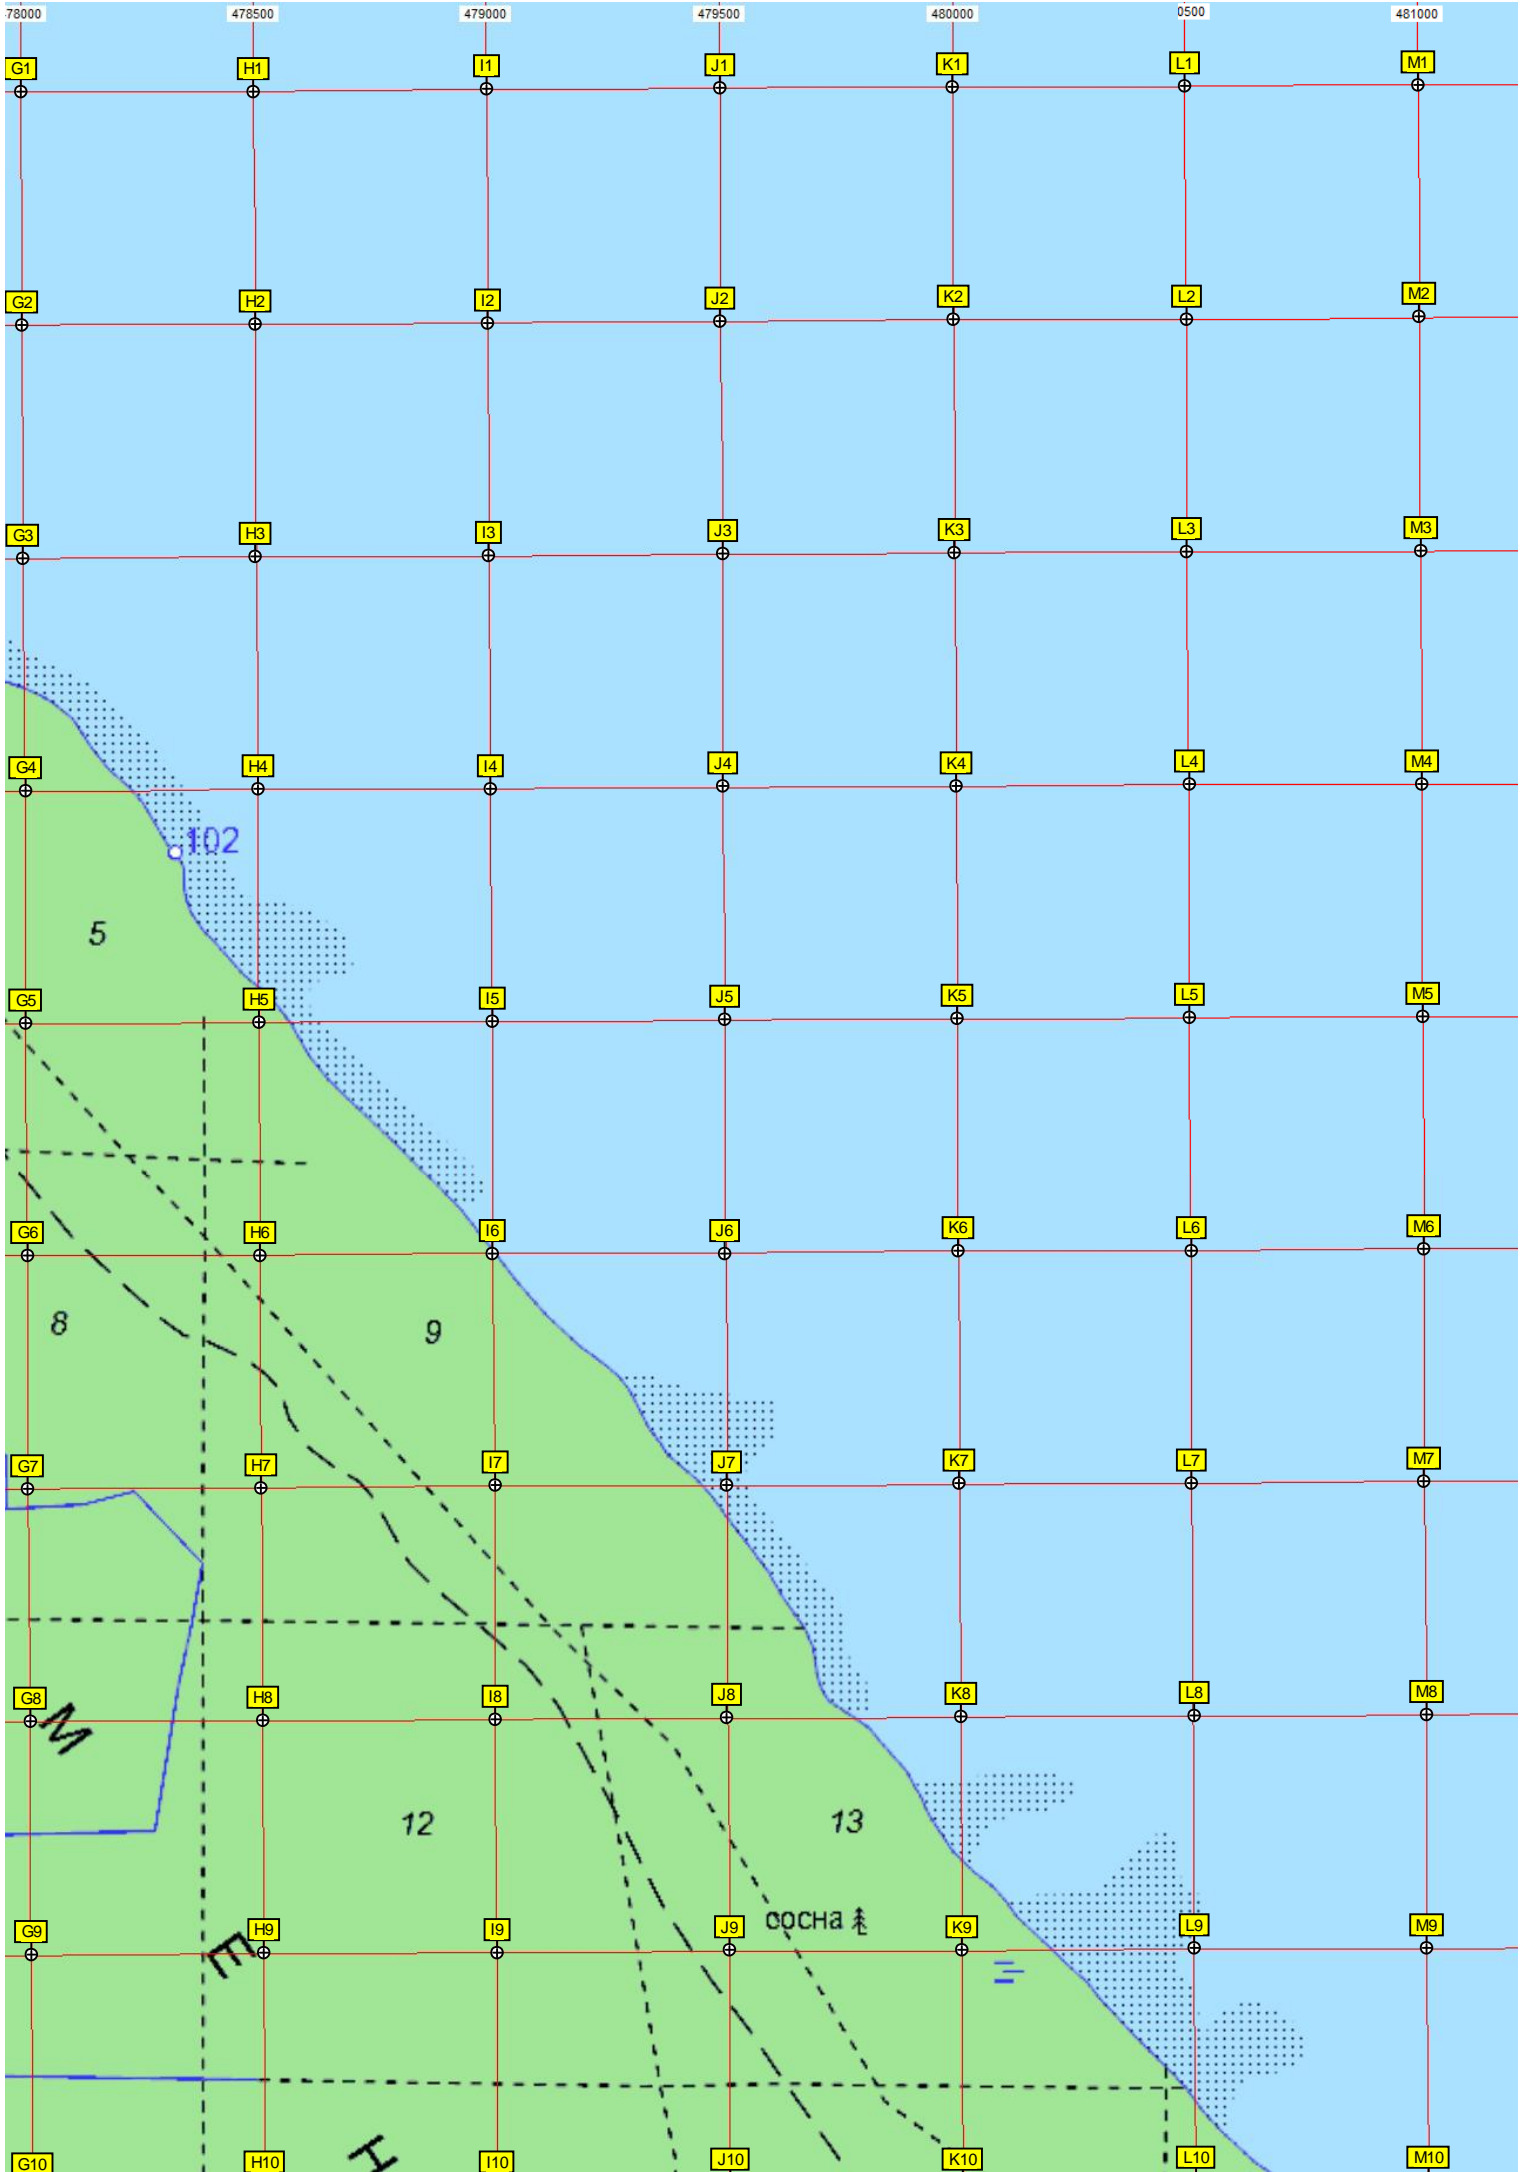 78000 478500 479000 479500 480000 0500 481000
G1 H1 I1 J1 K1 L1 M1
G2 H2 I2 J2 K2 L2 M2
G3 H3 I3 J3 K3 L3 M3
G4 H4 I4 J4 K4 L4 M4
102
5
G5 H5 I5 J5 K5 L5 M5
G6 H6 I6 J6 K6 L6 M6
8 9
G7 H7 I7 J7 K7 L7 M7
G8 H8 I8 J8 K8 L8 M8
М
12 13
сосна
G9 H9 I9 J9 K9 L9 M9
Е
Н
G10 H10 I10 J10 K10 L10 M10